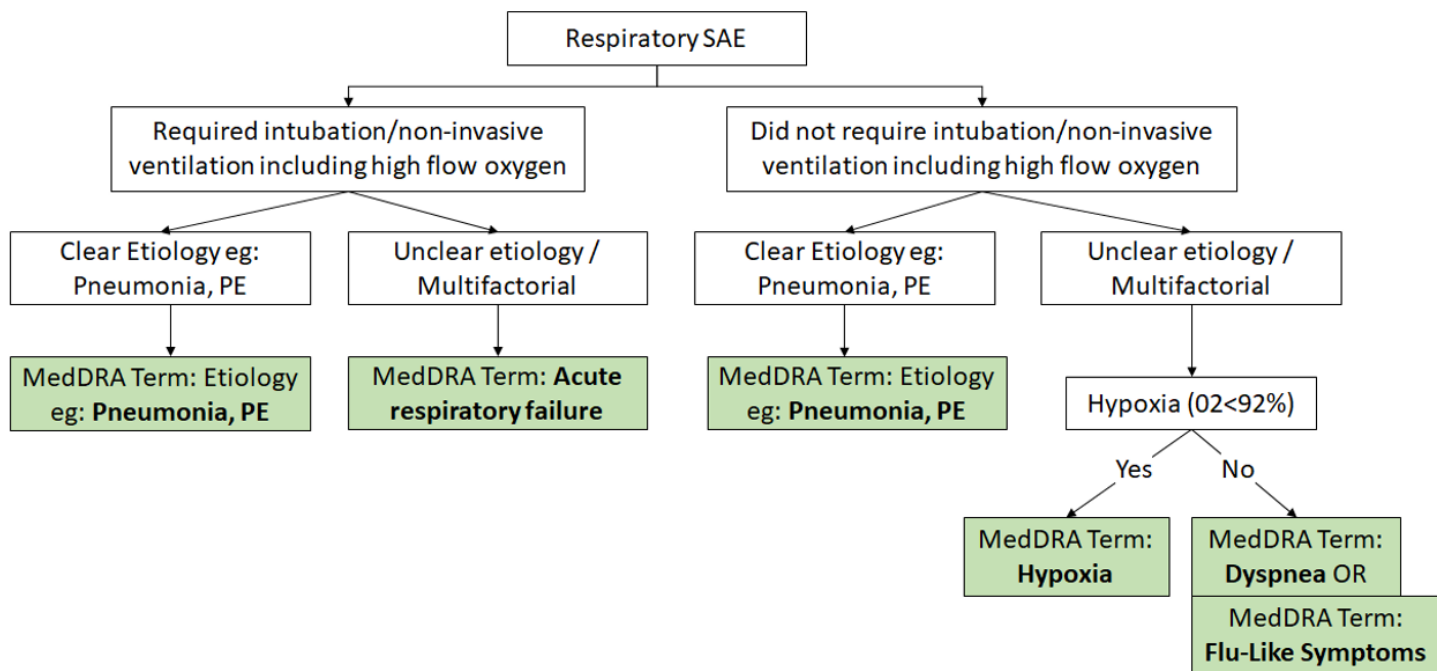 Respiratory SAE
Required intubation/non-invasive
ventilation including high flow oxygen
Did not require intubation/non-invasive
ventilation including high flow oxygen
Clear Etiology eg:
Pneumonia, PE
Unclear etiology /
Multifactorial
Clear Etiology eg:
Pneumonia, PE
Unclear etiology /
Multifactorial
MedDRA Term: Etiology
eg: Pneumonia, PE
MedDRA Term: Acute
respiratory failure
MedDRA Term: Etiology
eg: Pneumonia, PE
Hypoxia (02<92%)
Yes
No
MedDRA Term:
Hypoxia
MedDRA Term:
Dyspnea OR
MedDRA Term:
Flu-Like Symptoms